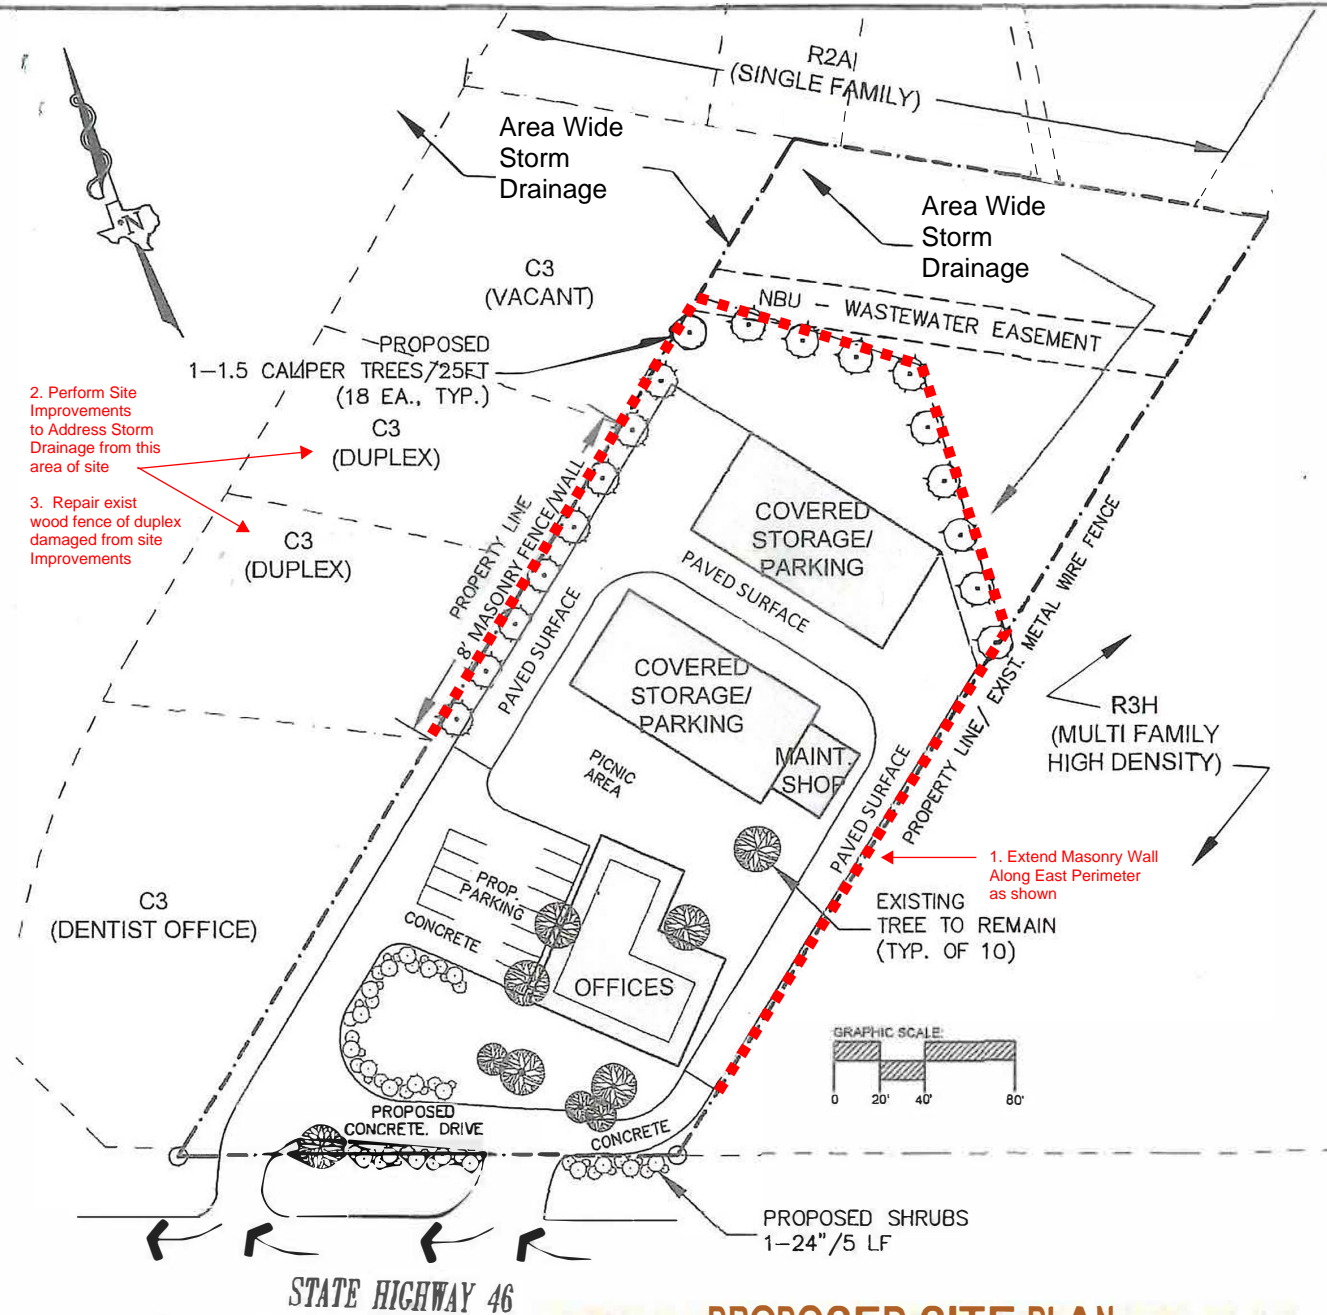 R2A
(SINGLE FAMILY)
Area Wide
Storm
Drainage
Area Wide
Storm
Drainage
N
C3
(VACANT)
NBU - WASTEWATER EASEMENT
PROPOSED
1-1.5 CALIPER TREES/25FT
(18 EA., TYP.)
2. Perform Site
Improvements
to Address Storm
Drainage from this
area of site
3. Repair exist
wood fence of duplex
damaged from site
Improvements
C3
(DUPLEX)
C3
(DUPLEX)
PROPERTY LINE
8' MASONRY FENCE/WALL
PAVED SURFACE
COVERED
STORAGE/
PARKING
PAVED SURFACE
COVERED
STORAGE/
PARKING
MAINT.
SHOP
PICNIC
AREA
PAVED SURFACE
PROPERTY LINE/ EXIST. METAL WIRE FENCE
R3H
(MULTI FAMILY
HIGH DENSITY)
1. Extend Masonry Wall
Along East Perimeter
as shown
EXISTING
TREE TO REMAIN
(TYP. OF 10)
C3
(DENTIST OFFICE)
PROP.
PARKING
CONCRETE
OFFICES
GRAPHIC SCALE:
0 20' 40' 80'
PROPOSED
CONCRETE. DRIVE
CONCRETE
PROPOSED SHRUBS
1-24"/5 LF
STATE HIGHWAY 46
PROPOSED SITE PLAN